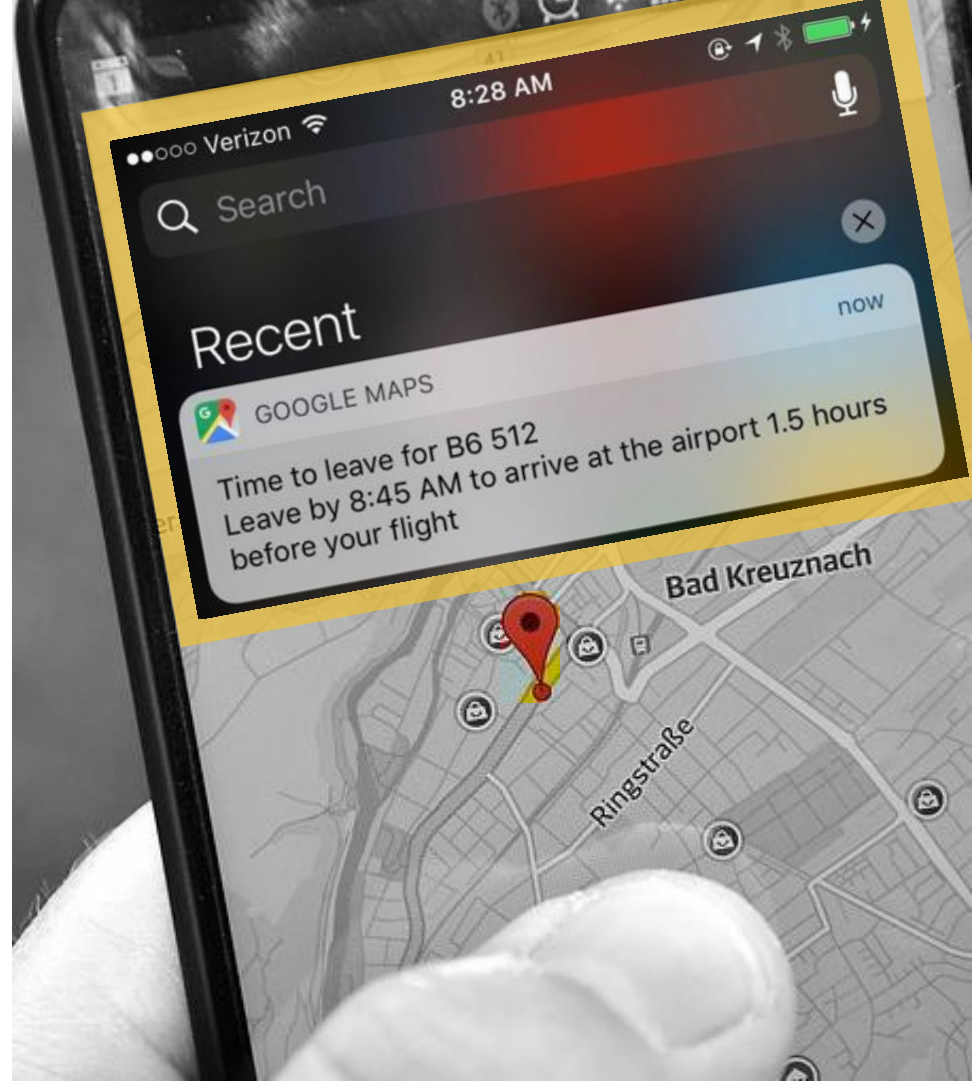 8:28 AM
Verizon
Search
Recent
now
GOOGLE MAPS
Time to leave for B6 512
Leave by 8:45 AM to arrive at the airport 1.5 hours
before your flight
Bad Kreuznach
Ringstraße